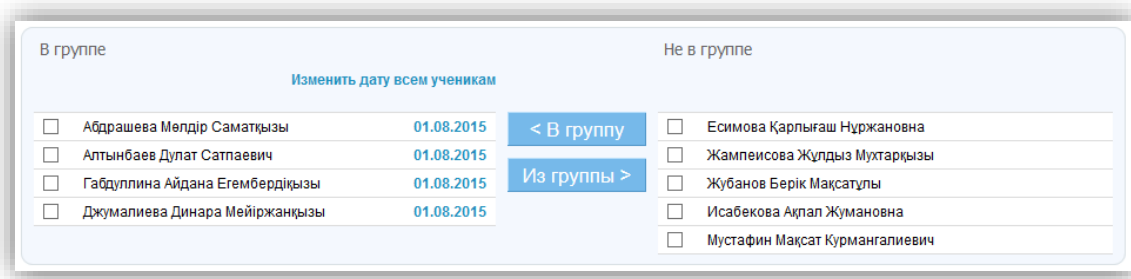 В группе
Не в группе
Изменить дату всем ученикам
Абдрашева Мөлдір Саматқызы 01.08.2015
Алтынбаев Дулат Сатпаевич 01.08.2015
Габдуллина Айдана Егембердіқызы 01.08.2015
Джумалиева Динара Мейіржанқызы 01.08.2015
< В группу
Из группы >
Есимова Қарлығаш Нұржановна
Жампеисова Жұлдыз Мухтарқызы
Жубанов Берік Мақсатұлы
Исабекова Ақпал Жумановна
Мустафин Мақсат Курмангалиевич